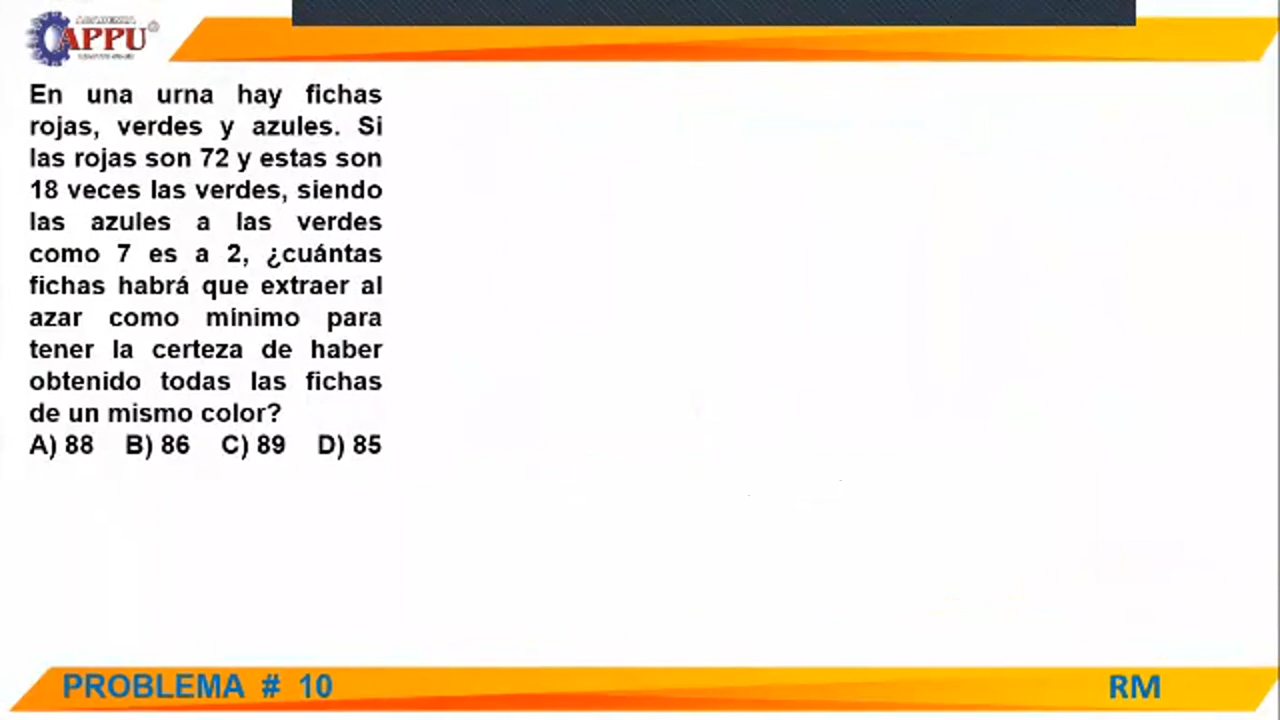 ACADEMIA
APPU
En una urna hay fichas
rojas, verdes y azules. Si
las rojas son 72 y estas son
18 veces las verdes, siendo
las azules a las verdes
como 7 es a 2, ¿cuántas
fichas habrá que extraer al
azar como mínimo para
tener la certeza de haber
obtenido todas las fichas
de un mismo color?
A) 88 B) 86 C) 89 D) 85
PROBLEMA # 10
RM